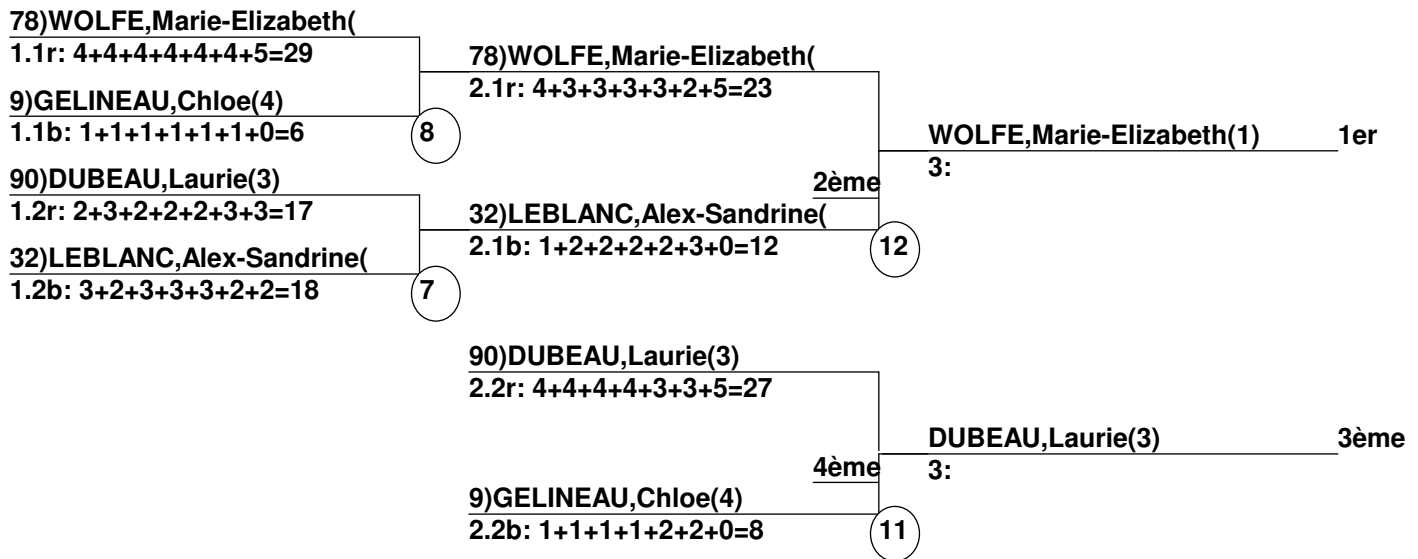 78)WOLFE,Marie-Elizabeth(
1.1r: 4+4+4+4+4+4+5=29
9)GELINEAU,Chloe(4)
1.1b: 1+1+1+1+1+1+0=6
8
90)DUBEAU,Laurie(3)
1.2r: 2+3+2+2+2+3+3=17
32)LEBLANC,Alex-Sandrine(
1.2b: 3+2+3+3+3+2+2=18
7
78)WOLFE,Marie-Elizabeth(
2.1r: 4+3+3+3+3+2+5=23
32)LEBLANC,Alex-Sandrine(
2.1b: 1+2+2+2+2+3+0=12
2ème
12
WOLFE,Marie-Elizabeth(1) 1er
3:
90)DUBEAU,Laurie(3)
2.2r: 4+4+4+4+3+3+5=27
9)GELINEAU,Chloe(4)
2.2b: 1+1+1+1+2+2+0=8
4ème
11
DUBEAU,Laurie(3) 3ème
3: